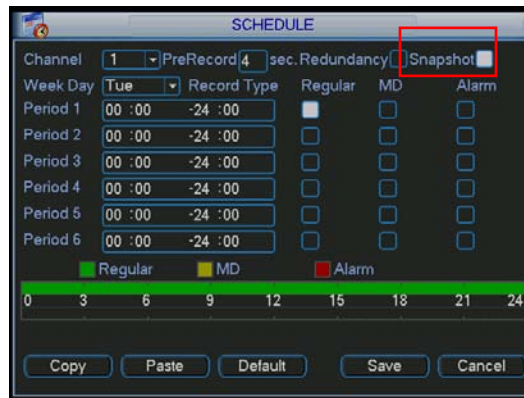 SCHEDULE
Channel 1 PreRecord 4 sec. Redundancy Snapshot
Week Day Tue Record Type Regular MD Alarm
Period 1 00 :00 -24 :00
Period 2 00 :00 -24 :00
Period 3 00 :00 -24 :00
Period 4 00 :00 -24 :00
Period 5 00 :00 -24 :00
Period 6 00 :00 -24 :00
Regular MD Alarm
0 3 6 9 12 15 18 21 24
Copy Paste Default Save Cancel